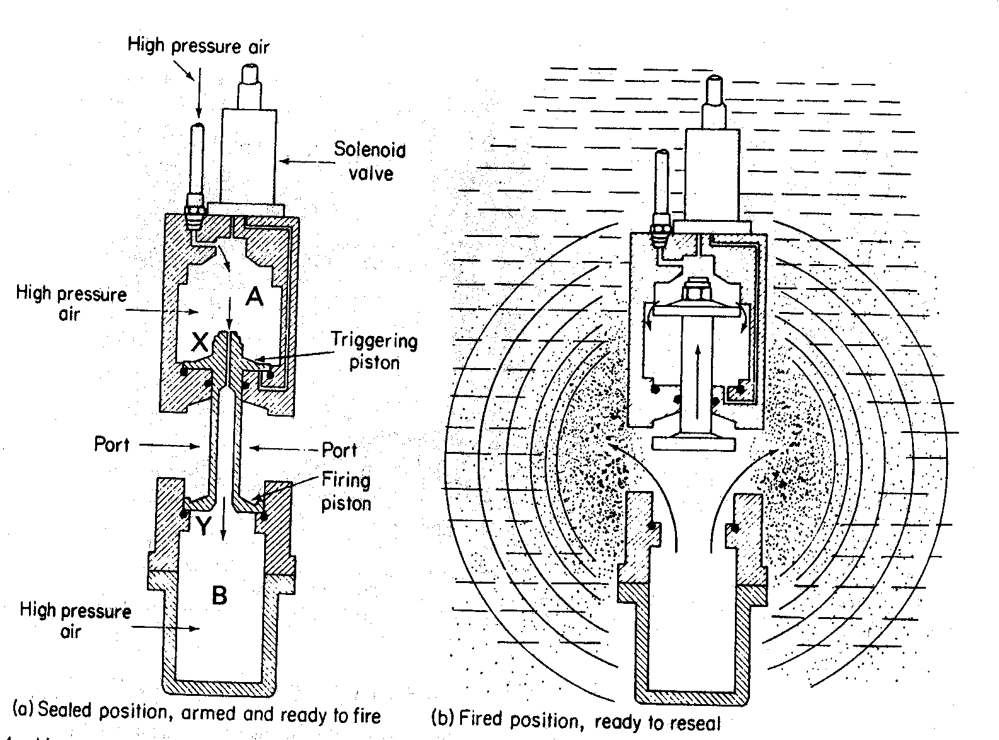 High pressure air
Solenoid
valve
A
High pressure
air
X
Triggering
piston
Port
Port
Firing
piston
Y
B
High pressure
air
(a) Sealed position, armed and ready to fire
(b) Fired position, ready to reseal